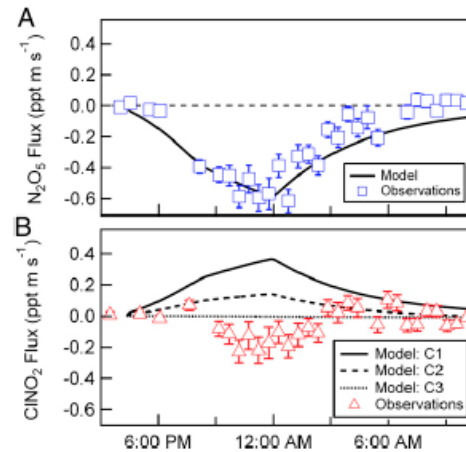 A
N₂O₅ Flux (ppt m s⁻¹)
0.4
0.2
0.0
-0.2
-0.4
-0.6
Model
Observations
B
ClNO₂ Flux (ppt m s⁻¹)
0.4
0.2
0.0
-0.2
-0.4
-0.6
Model: C1
Model: C2
Model: C3
Observations
6:00 PM 12:00 AM 6:00 AM